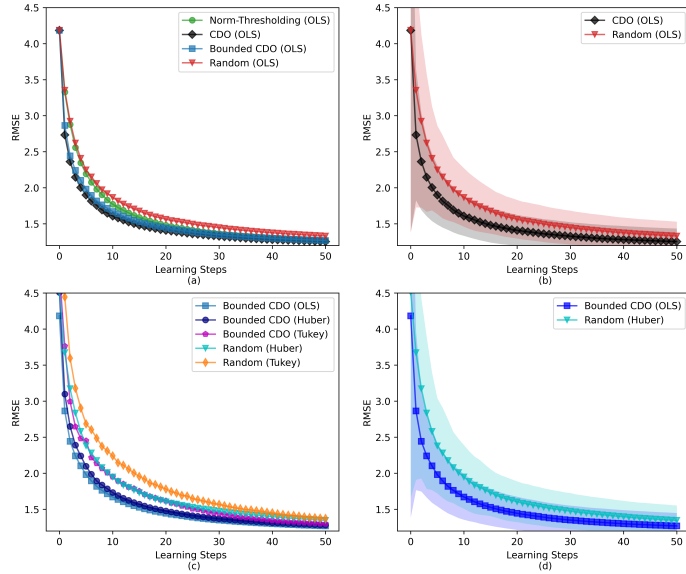 4.5
4.0
3.5
3.0
2.5
2.0
1.5
RMSE
Norm-Thresholding (OLS)
CDO (OLS)
Bounded CDO (OLS)
Random (OLS)
0 10 20 30 40 50
Learning Steps
(a)
4.5
4.0
3.5
3.0
2.5
2.0
1.5
RMSE
CDO (OLS)
Random (OLS)
0 10 20 30 40 50
Learning Steps
(b)
4.5
4.0
3.5
3.0
2.5
2.0
1.5
RMSE
Bounded CDO (OLS)
Bounded CDO (Huber)
Bounded CDO (Tukey)
Random (Huber)
Random (Tukey)
0 10 20 30 40 50
Learning Steps
(c)
4.5
4.0
3.5
3.0
2.5
2.0
1.5
RMSE
Bounded CDO (OLS)
Random (Huber)
0 10 20 30 40 50
Learning Steps
(d)